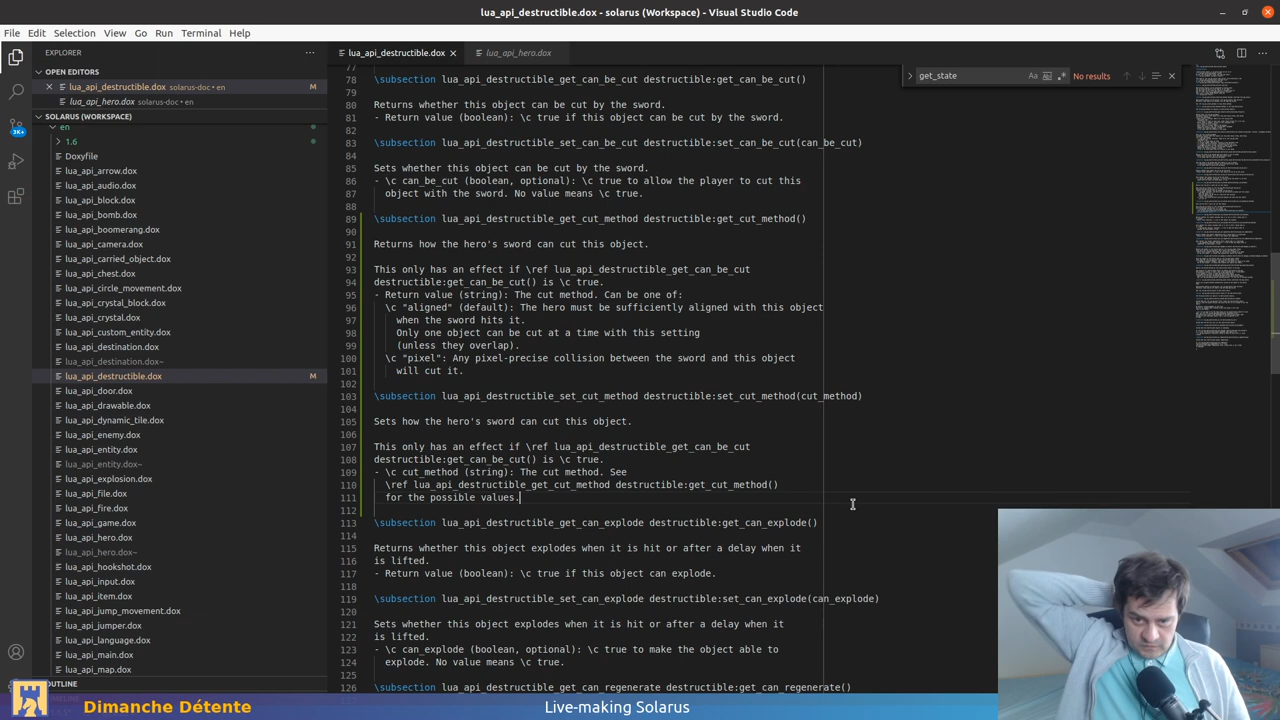 lua_api_destructible.dox - solarus (Workspace) - Visual Studio Code
File Edit Selection View Go Run Terminal Help
EXPLORER
OPEN EDITORS
lua_api_destructible.dox solarus-doc • en M
lua_api_hero.dox solarus-doc • en
SOLARUS (WORKSPACE)
en
1.6
Doxyfile
lua_api_arrow.dox
lua_api_audio.dox
lua_api_block.dox
lua_api_bomb.dox
lua_api_boomerang.dox
lua_api_camera.dox
lua_api_carried_object.dox
lua_api_chest.dox
lua_api_circle_movement.dox
lua_api_crystal_block.dox
lua_api_crystal.dox
lua_api_custom_entity.dox
lua_api_destination.dox
lua_api_destination.dox~
lua_api_destructible.dox M
lua_api_door.dox
lua_api_drawable.dox
lua_api_dynamic_tile.dox
lua_api_enemy.dox
lua_api_entity.dox
lua_api_entity.dox~
lua_api_explosion.dox
lua_api_file.dox
lua_api_fire.dox
lua_api_game.dox
lua_api_hero.dox
lua_api_hero.dox~
lua_api_hookshot.dox
lua_api_input.dox
lua_api_item.dox
lua_api_jump_movement.dox
lua_api_jumper.dox
lua_api_language.dox
lua_api_main.dox
lua_api_map.dox
OUTLINE
3K+
lua_api_destructible.dox
lua_api_hero.dox
get_state
Aa
No results
77
78 \subsection lua_api_destructible_get_can_be_cut destructible:get_can_be_cut()
79
80 Returns whether this object can be cut by the sword.
81 - Return value (boolean): \c true if this object can be cut by the sword.
82
83 \subsection lua_api_destructible_set_can_be_cut destructible:set_can_be_cut(can_be_cut)
84
85 Sets whether this object can be cut by the sword.
86 - \c can_be_cut (boolean, optional): \c true to allow the player to cut this
87 object with the sword. No value means \c true.
88
89 \subsection lua_api_destructible_get_cut_method destructible:get_cut_method()
90
91 Returns how the hero's sword can cut this object.
92
93 This only has an effect if \ref lua_api_destructible_get_can_be_cut
94 destructible:get_can_be_cut() is \c true.
95 - Return value (string): The cut method. Can be one of:
96 - \c "aligned" (default): The hero must be sufficiently aligned with this object
97 when the sword hits it.
98 Only one object can be cut at a time with this setting
99 (unless they overlap).
100 \c "pixel": Any pixel-precise collision between the sword and this object
101 will cut it.
102
103 \subsection lua_api_destructible_set_cut_method destructible:set_cut_method(cut_method)
104
105 Sets how the hero's sword can cut this object.
106
107 This only has an effect if \ref lua_api_destructible_get_can_be_cut
108 destructible:get_can_be_cut() is \c true.
109 - \c cut_method (string): The cut method. See
110 \ref lua_api_destructible_get_cut_method destructible:get_cut_method()
111 for the possible values.
112
113 \subsection lua_api_destructible_get_can_explode destructible:get_can_explode()
114
115 Returns whether this object explodes when it is hit or after a delay when it
116 is lifted.
117 - Return value (boolean): \c true if this object can explode.
118
119 \subsection lua_api_destructible_set_can_explode destructible:set_can_explode(can_explode)
120
121 Sets whether this object explodes when it is hit or after a delay when it
122 is lifted.
123 - \c can_explode (boolean, optional): \c true to make the object able to
124 explode. No value means \c true.
125
126 \subsection lua_api_destructible_get_can_regenerate destructible:get_can_regenerate()
Dimanche Détente
Live-making Solarus